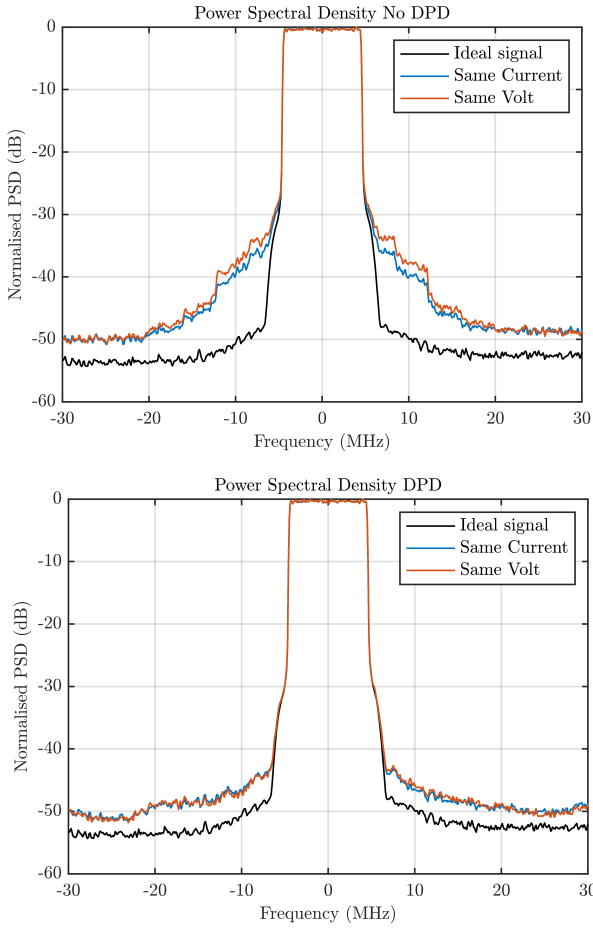 Power Spectral Density No DPD
0
-10
-20
-30
-40
-50
-60
Normalised PSD (dB)
Ideal signal
Same Current
Same Volt
-30 -20 -10 0 10 20 30
Frequency (MHz)
Power Spectral Density DPD
0
-10
-20
-30
-40
-50
-60
Normalised PSD (dB)
Ideal signal
Same Current
Same Volt
-30 -20 -10 0 10 20 30
Frequency (MHz)